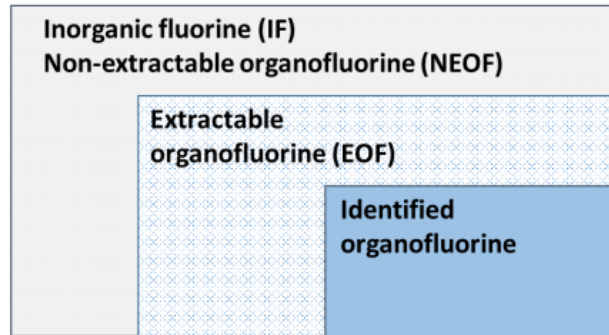 Inorganic fluorine (IF)
Non-extractable organofluorine (NEOF)
Extractable
organofluorine (EOF)
Identified
organofluorine